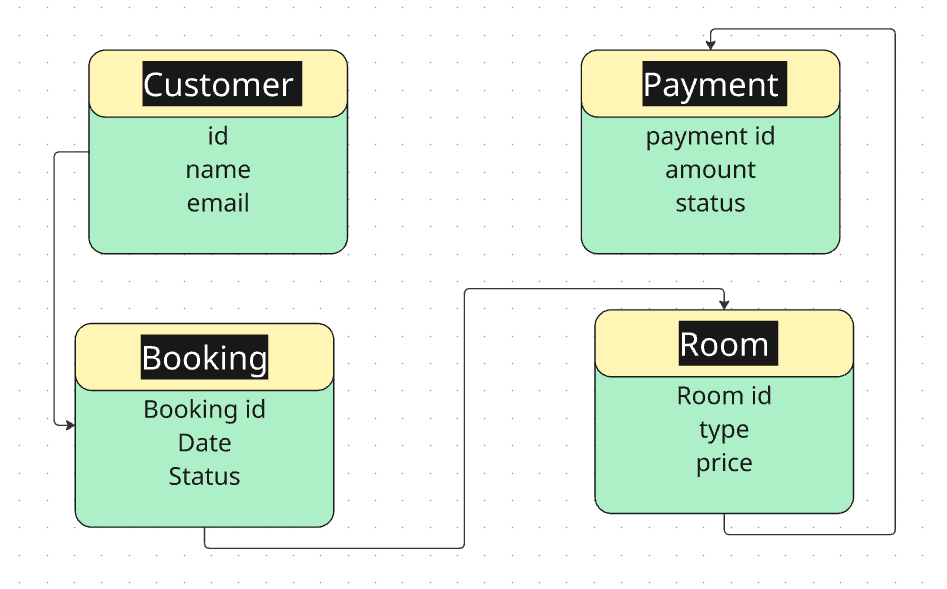 Customer
id
name
email
Payment
payment id
amount
status
Booking
Booking id
Date
Status
Room
Room id
type
price